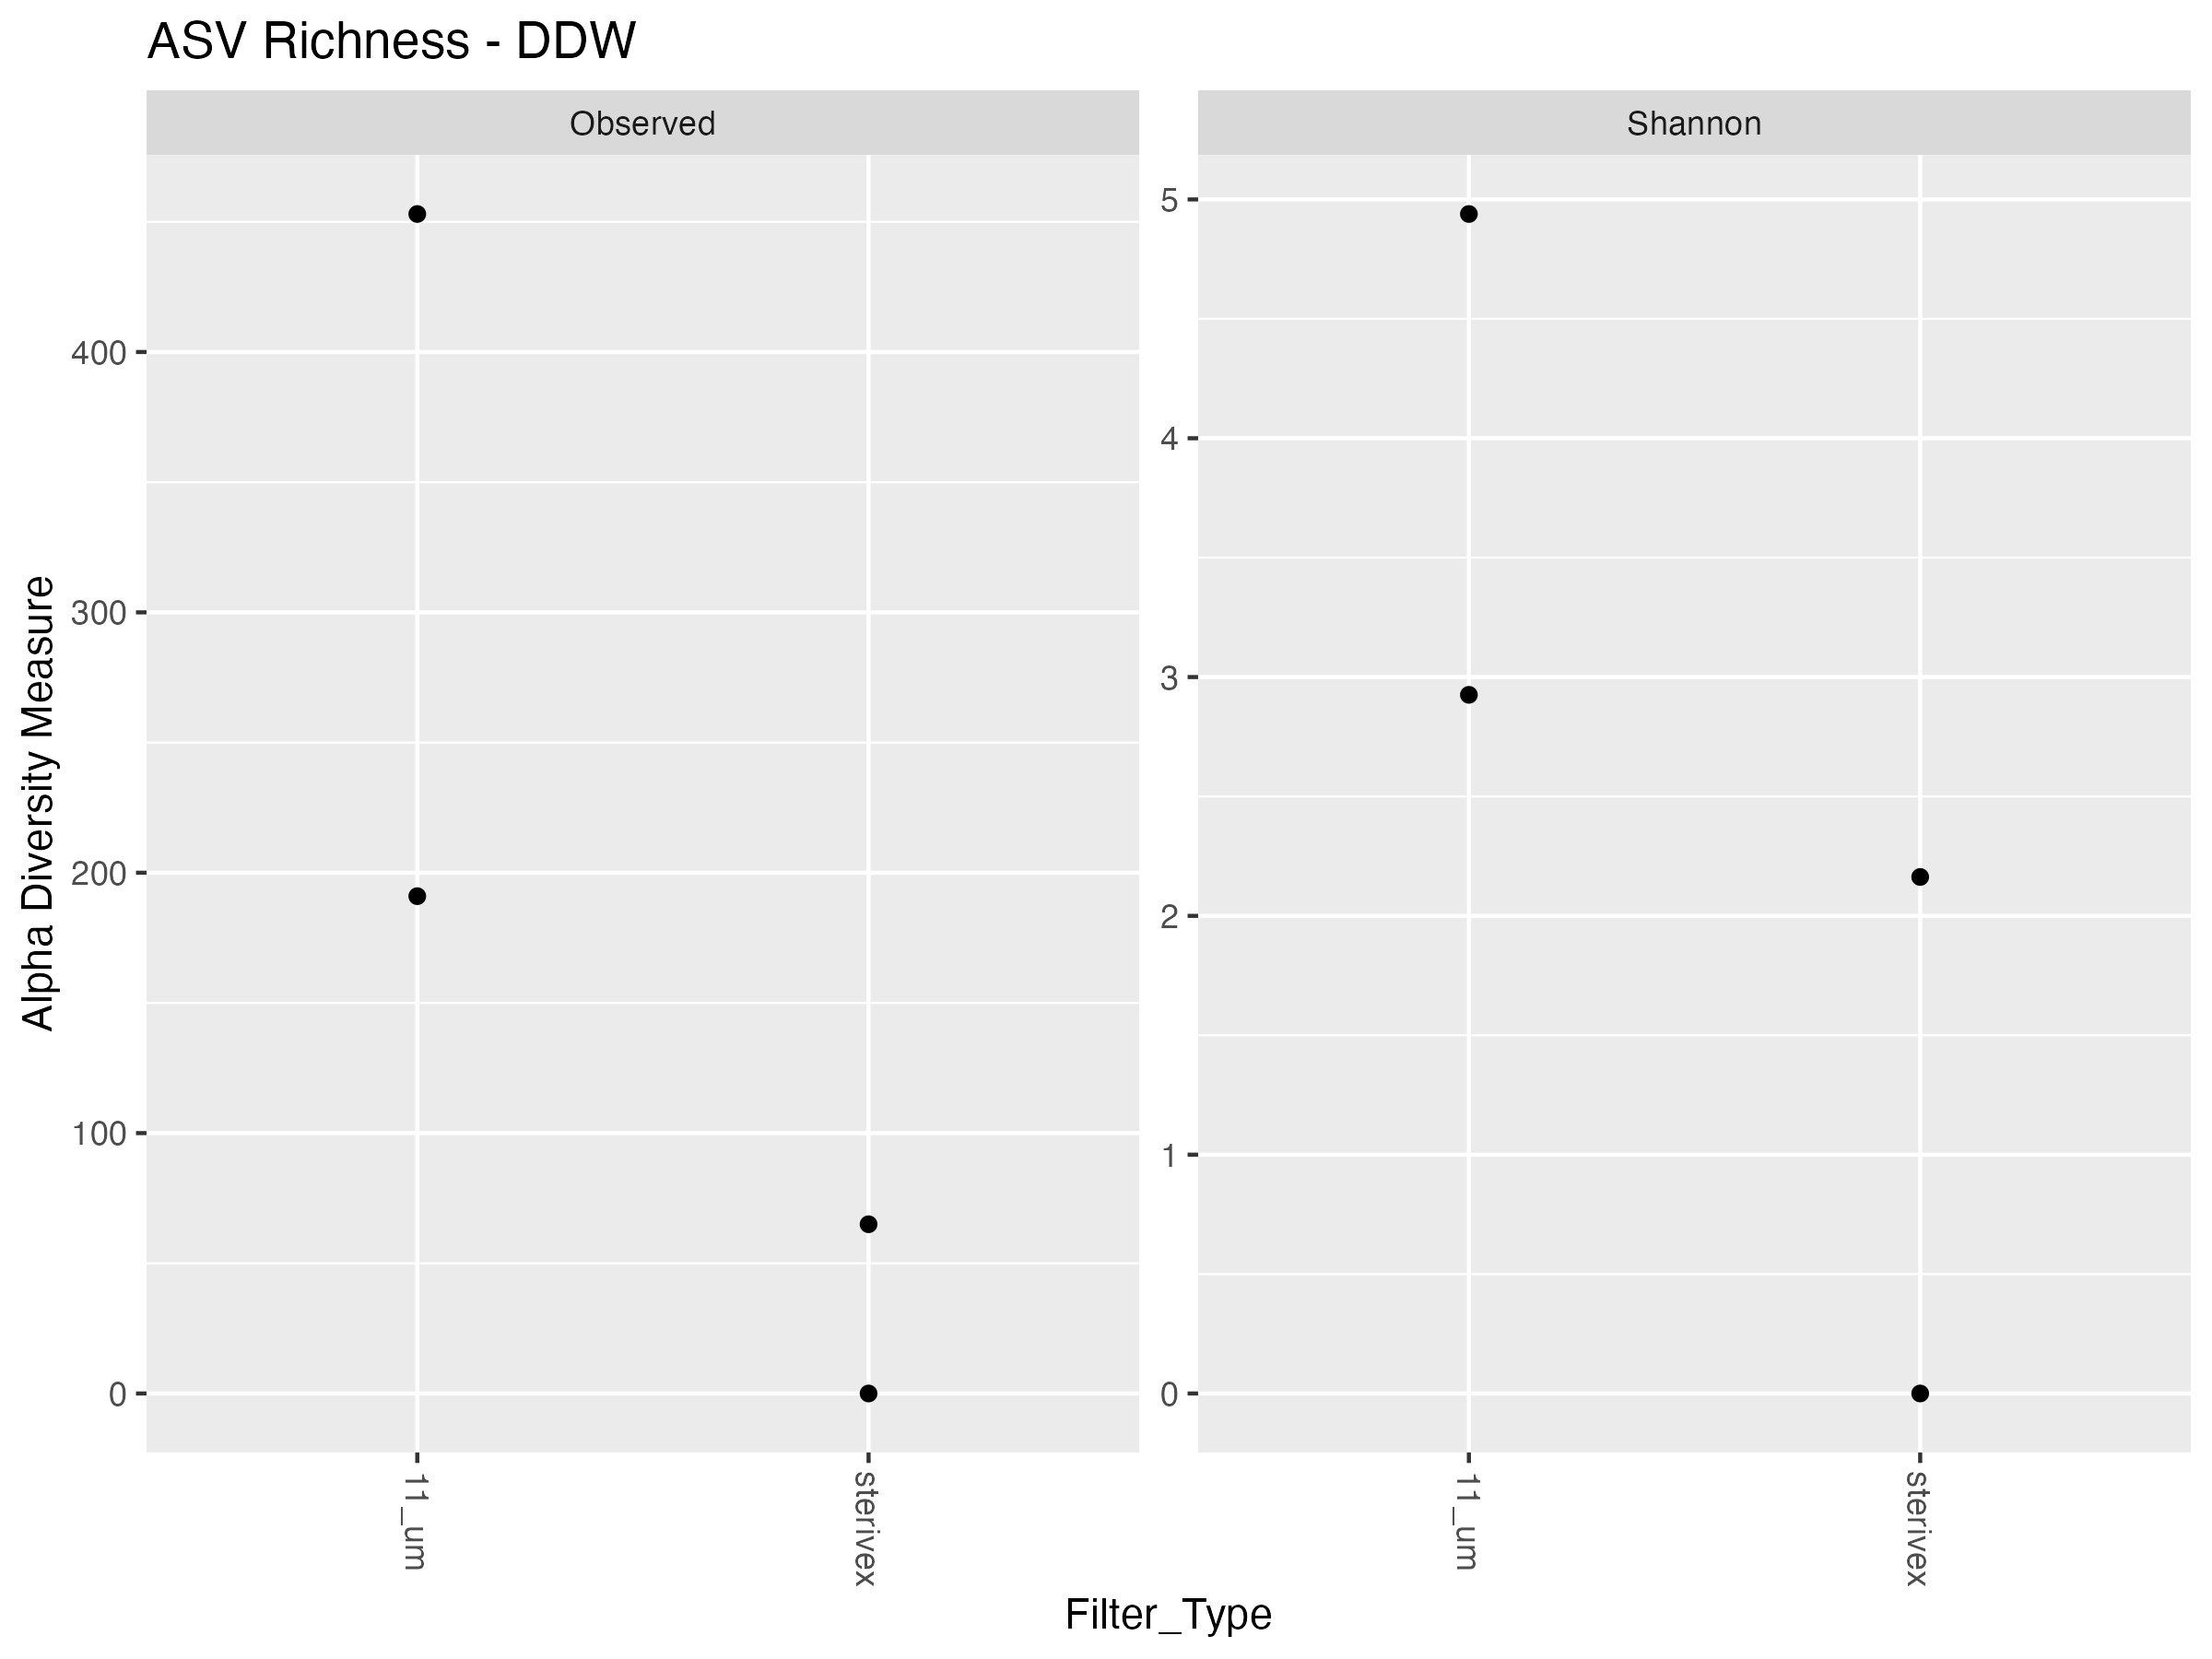 ASV Richness - DDW
Observed
Shannon
Alpha Diversity Measure
400
300
200
100
0
5
4
3
2
1
0
11_um
sterivex
11_um
sterivex
Filter_Type